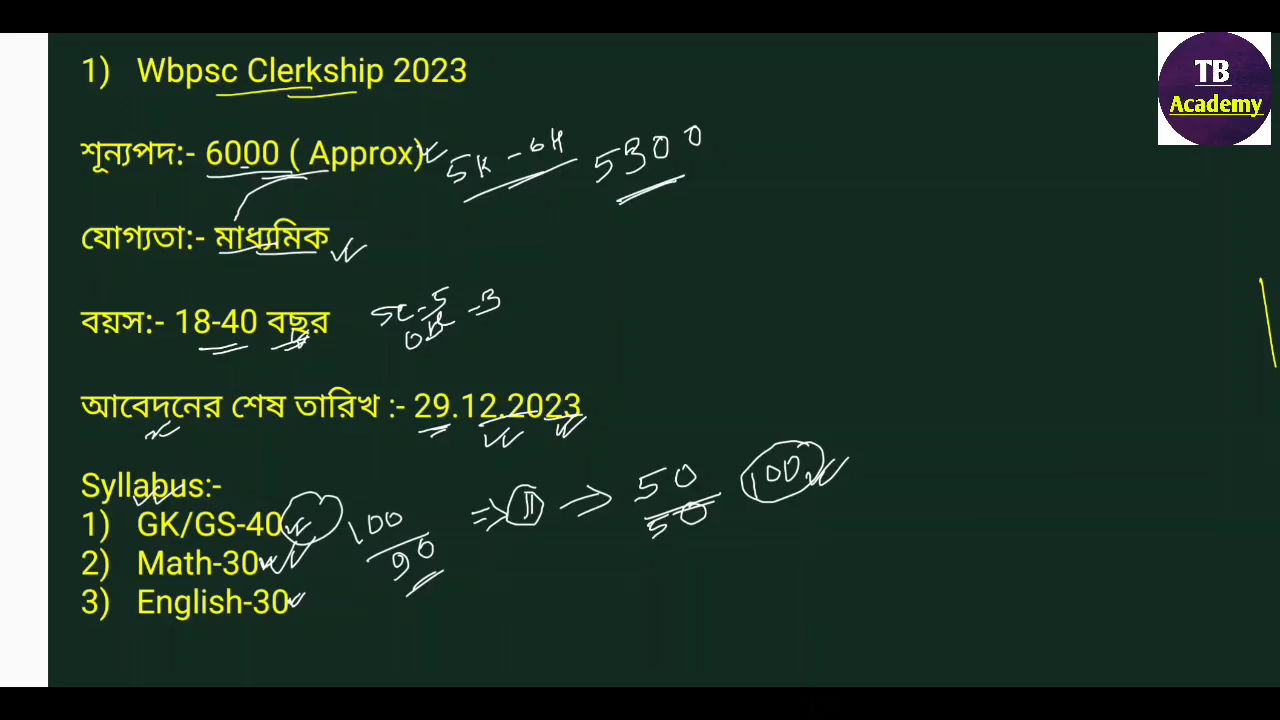 TB
Academy
1) Wbpsc Clerkship 2023
শূন্যপদ:- 6000 ( Approx) 5K - 6K 5300
যোগ্যতা:- মাধ্যমিক
বয়স:- 18-40 বছর SC - 5
OBC - 3
আবেদনের শেষ তারিখ :- 29.12.2023
Syllabus:-
1) GK/GS-40 100 ⇒ II ⇒ 50 100
2) Math-30 90 50
3) English-30